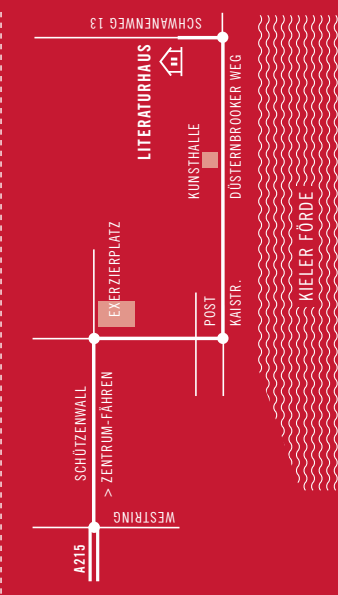 SCHWANENWEG 13
LITERATURHAUS
KUNSTHALLE
DÜSTERNBROOKER WEG
KIELER FÖRDE
EXERZIERPLATZ
POST
KAISTR.
SCHÜTZENWALL
> ZENTRUM-FÄHREN
WESTRING
A215